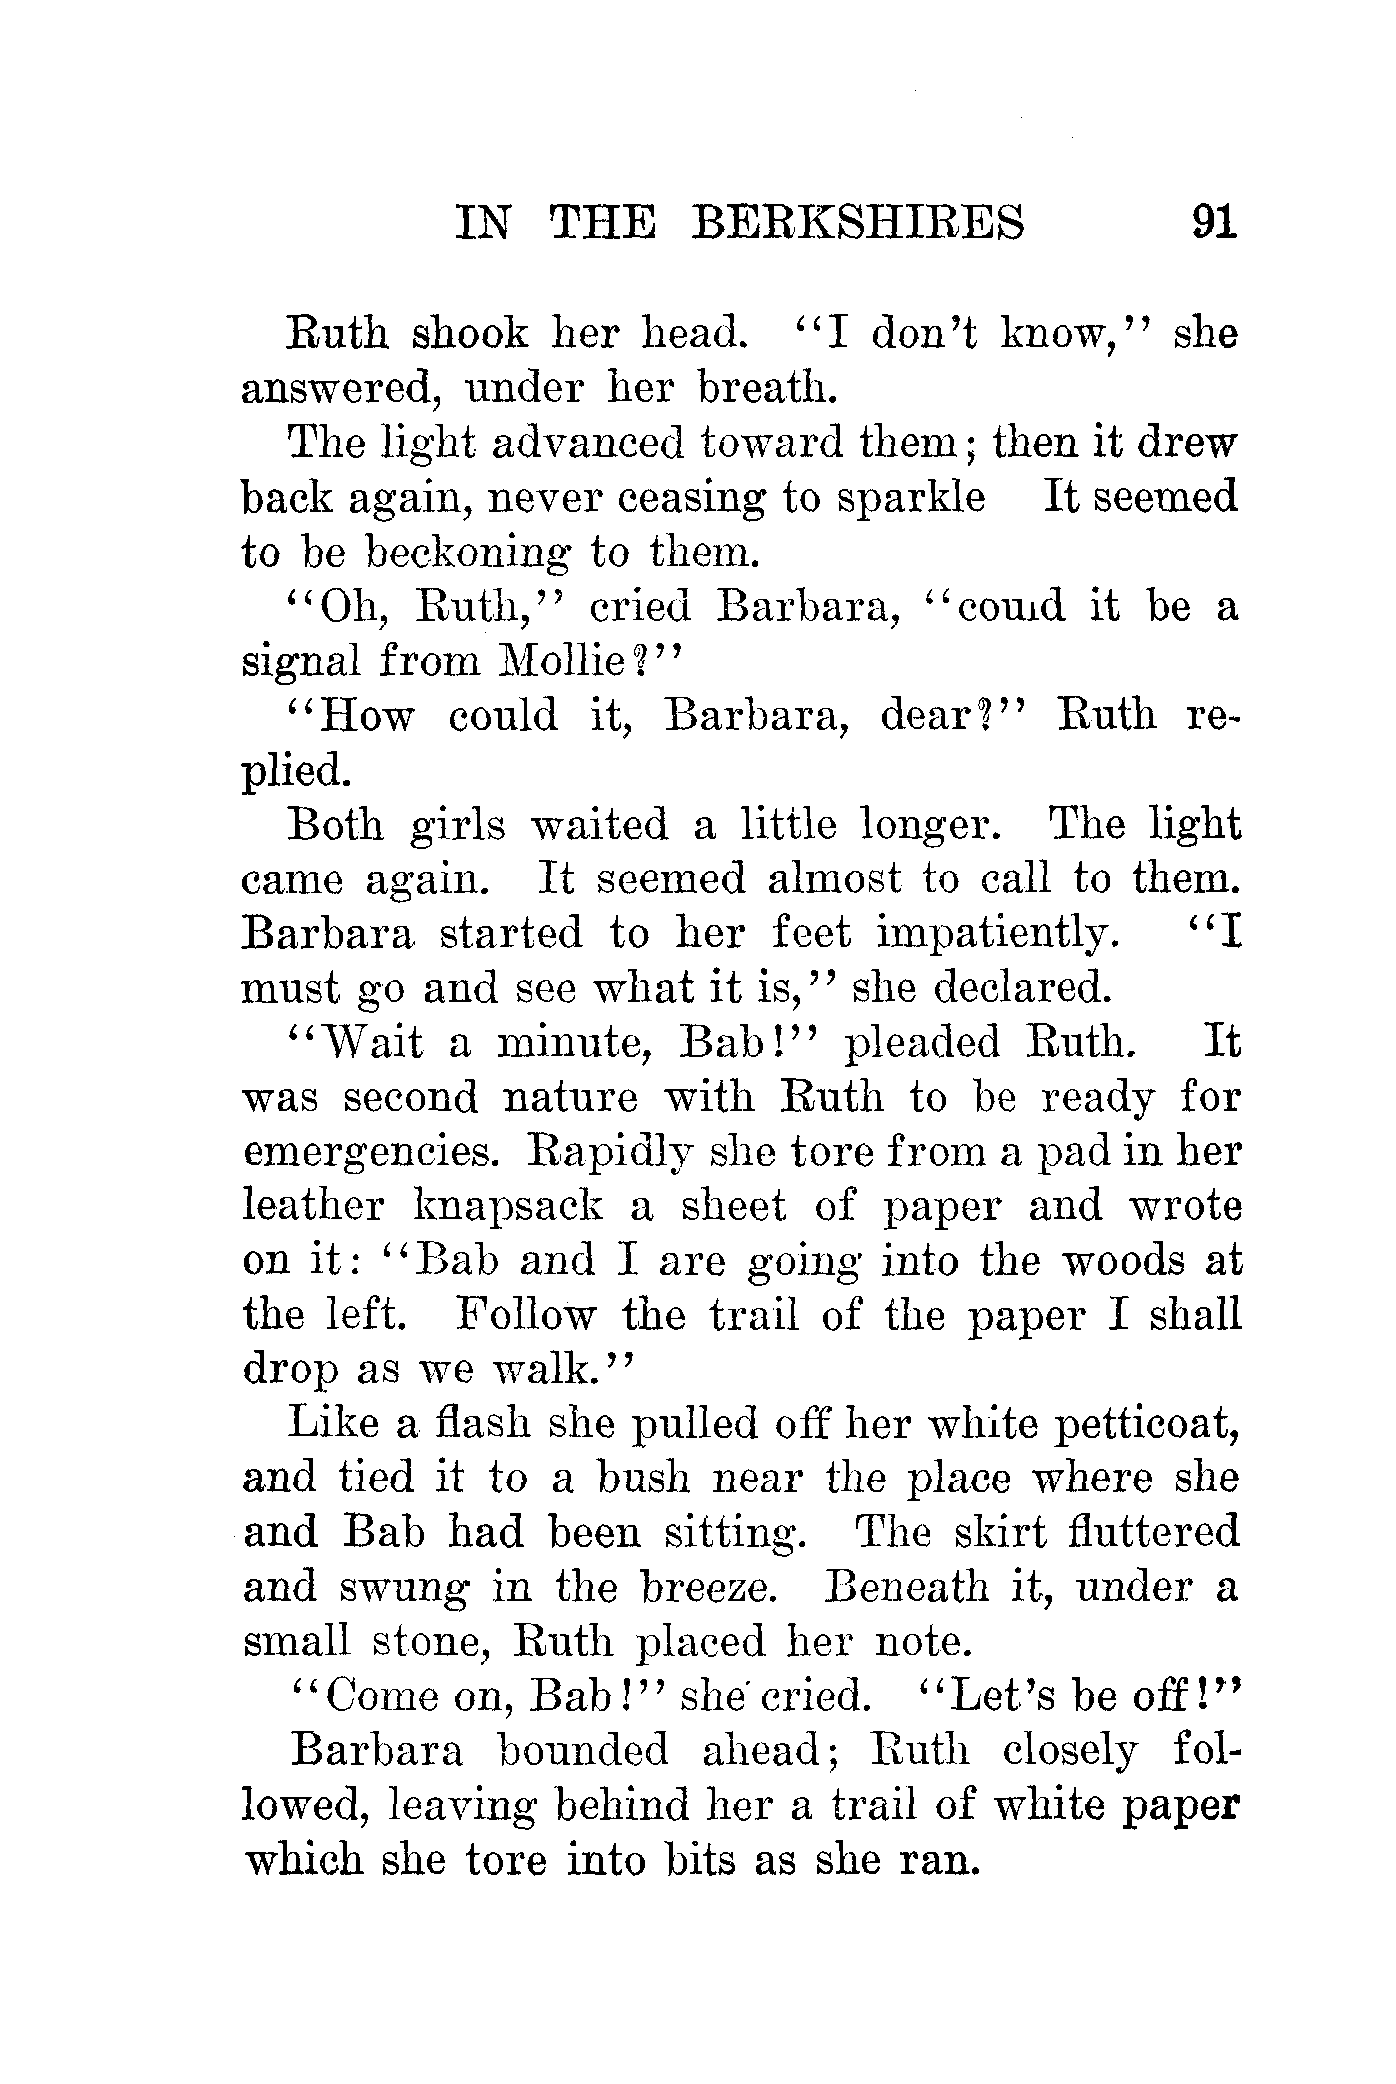 IN THE BERKSHIRES 91
Ruth shook her head. "I don't know," she
answered, under her breath.
The light advanced toward them; then it drew
back again, never ceasing to sparkle It seemed
to be beckoning to them.
"Oh, Ruth," cried Barbara, "could it be a
signal from Mollie?"
"How could it, Barbara, dear?" Ruth re-
plied.
Both girls waited a little longer. The light
came again. It seemed almost to call to them.
Barbara started to her feet impatiently. "I
must go and see what it is," she declared.
"Wait a minute, Bab!" pleaded Ruth. It
was second nature with Ruth to be ready for
emergencies. Rapidly she tore from a pad in her
leather knapsack a sheet of paper and wrote
on it: "Bab and I are going into the woods at
the left. Follow the trail of the paper I shall
drop as we walk."
Like a flash she pulled off her white petticoat,
and tied it to a bush near the place where she
and Bab had been sitting. The skirt fluttered
and swung in the breeze. Beneath it, under a
small stone, Ruth placed her note.
"Come on, Bab!" she cried. "Let's be off!"
Barbara bounded ahead; Ruth closely fol-
lowed, leaving behind her a trail of white paper
which she tore into bits as she ran.